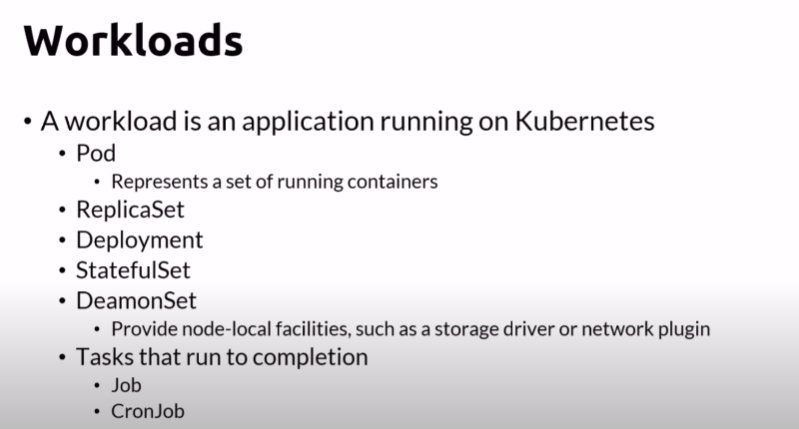 Workloads
• A workload is an application running on Kubernetes
• Pod
• Represents a set of running containers
• ReplicaSet
• Deployment
• StatefulSet
• DeamonSet
• Provide node-local facilities, such as a storage driver or network plugin
• Tasks that run to completion
• Job
• CronJob